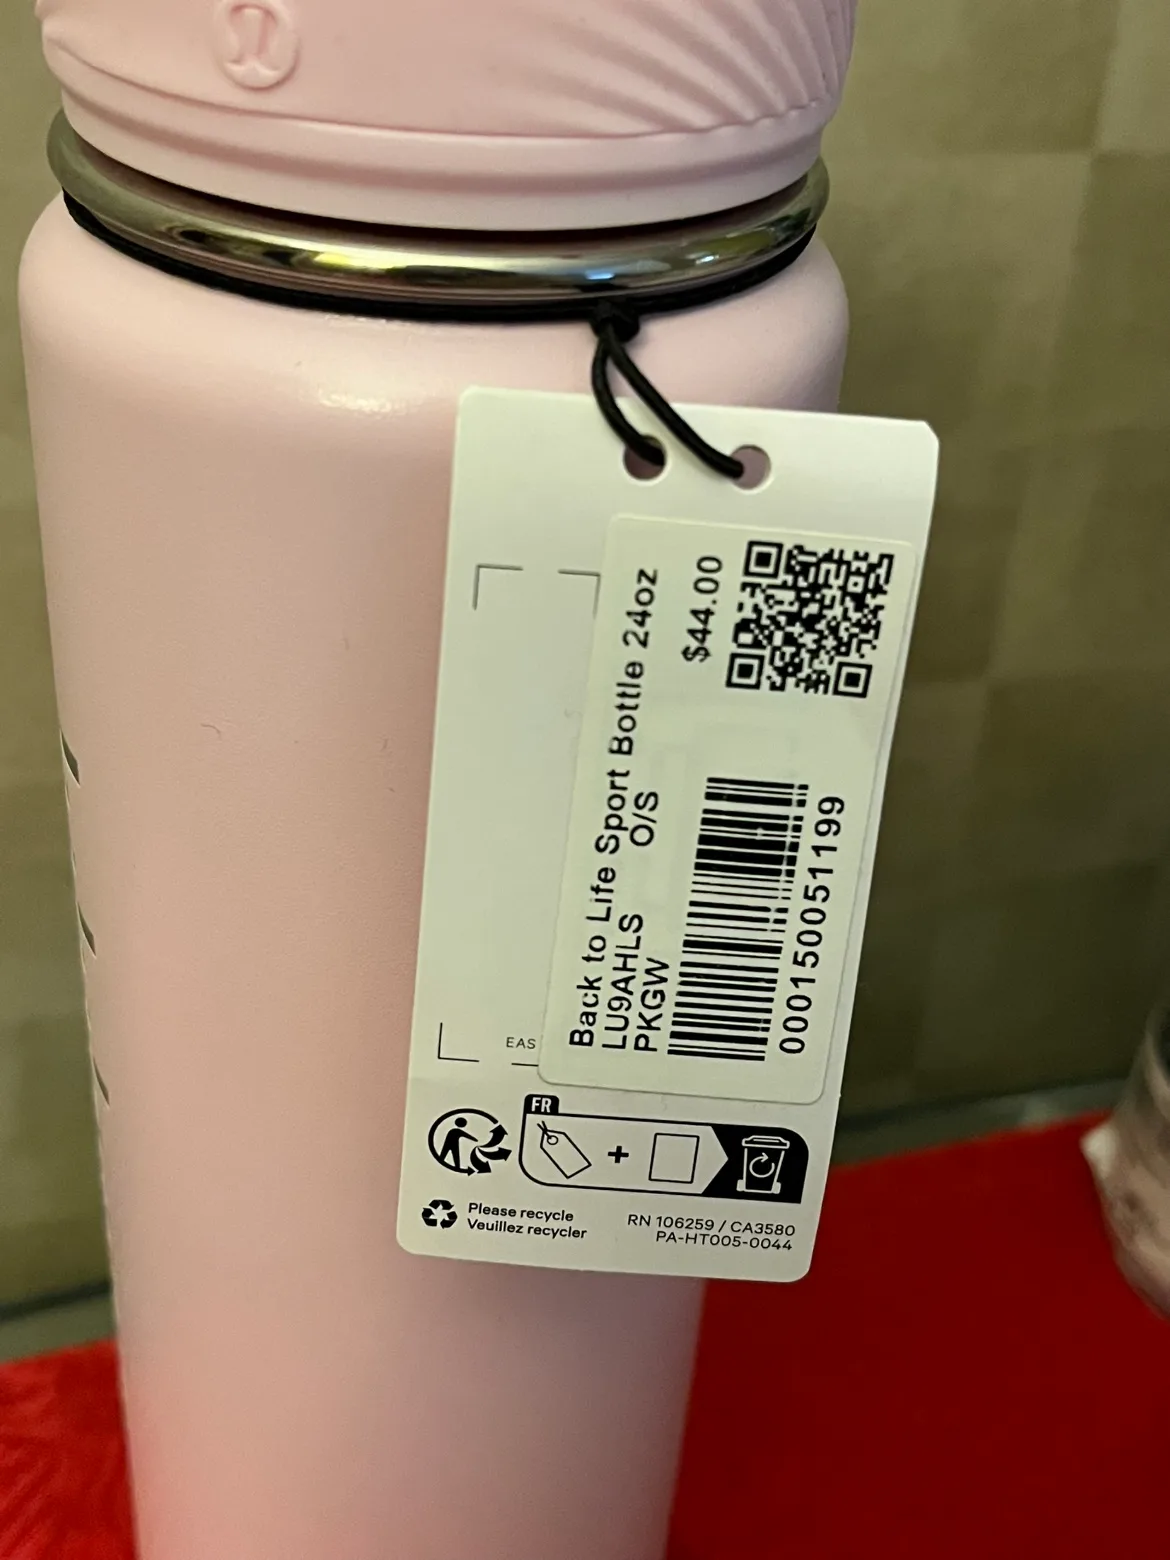 Back to Life Sport Bottle 24oz
LU9AHLS O/S $44.00
PKGW
000150051199
EAS
FR
+
Please recycle
Veuillez recycler
RN 106259 / CA3580
PA-HT005-0044